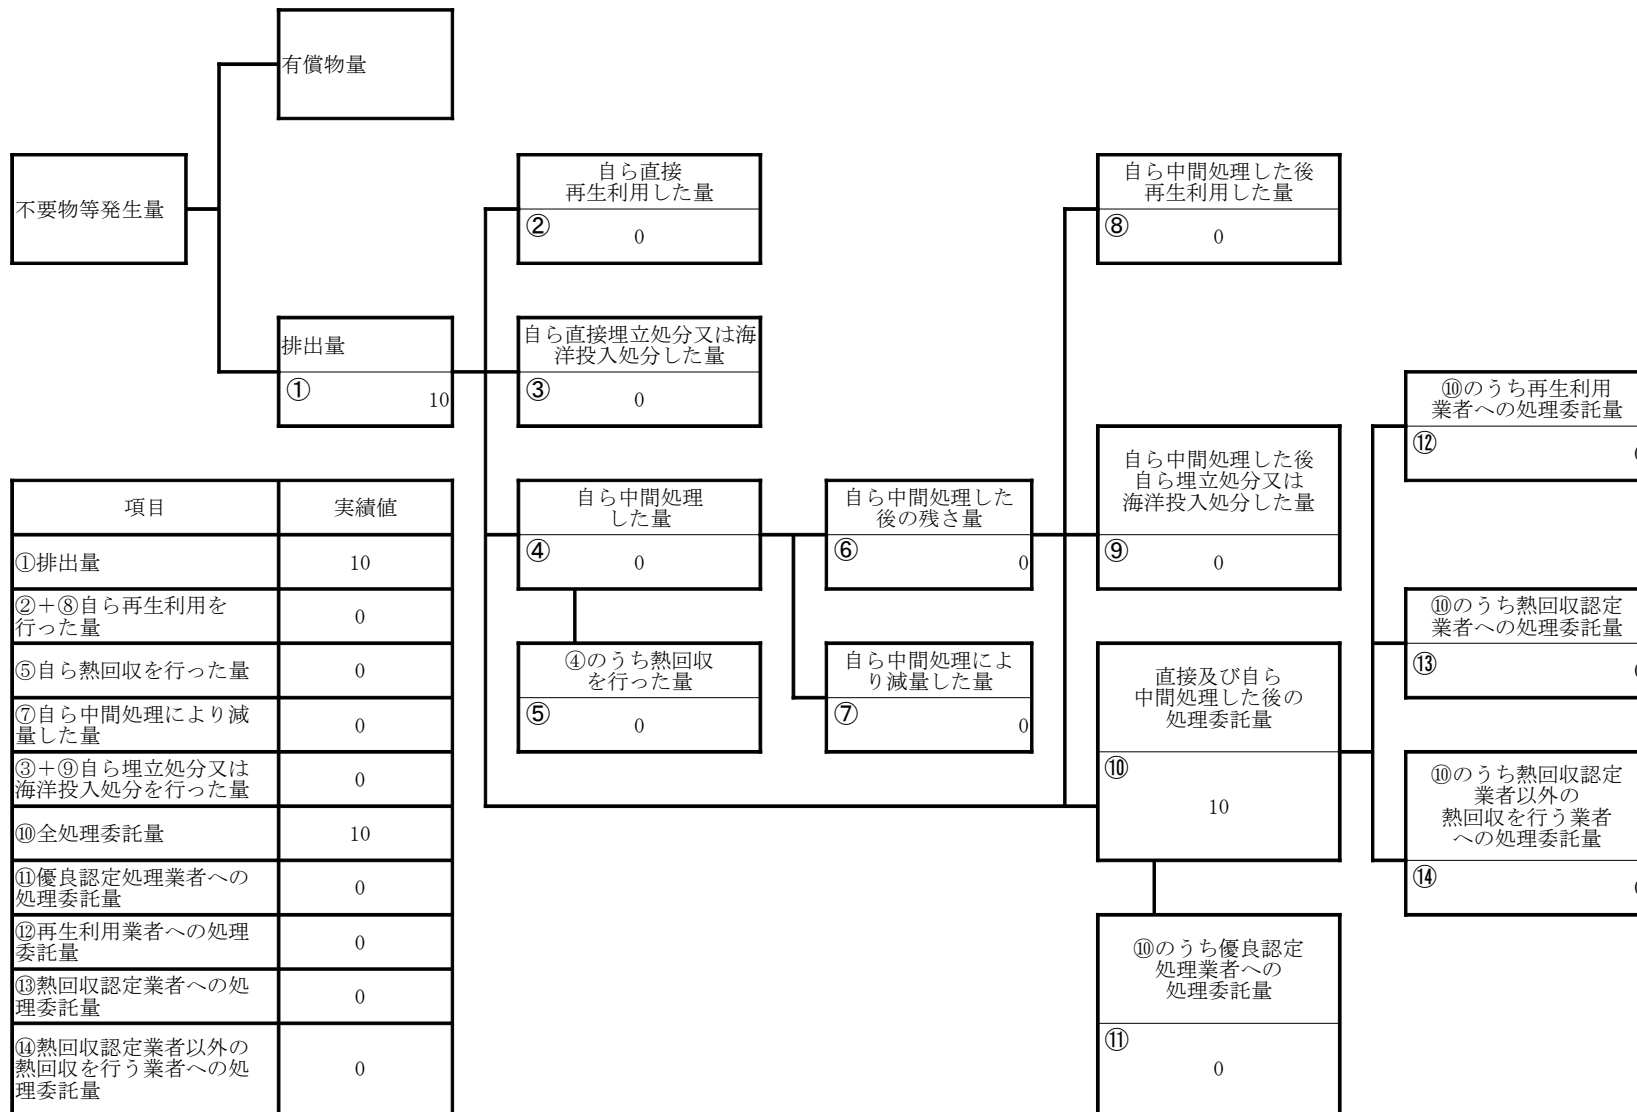 有償物量
不要物等発生量
自ら直接
再生利用した量
②
0
自ら中間処理した後
再生利用した量
⑧
0
排出量
①
10
自ら直接埋立処分又は海
洋投入処分した量
③
0
⑩のうち再生利用
業者への処理委託量
⑫
自ら中間処理した後
自ら埋立処分又は
海洋投入処分した量
⑨
0
自ら中間処理
した量
④
0
自ら中間処理した
後の残さ量
⑥
0
⑩のうち熱回収認定
業者への処理委託量
⑬
④のうち熱回収
を行った量
⑤
0
自ら中間処理によ
り減量した量
⑦
0
直接及び自ら
中間処理した後の
処理委託量
⑩
10
⑩のうち熱回収認定
業者以外の
熱回収を行う業者
への処理委託量
⑭
⑩のうち優良認定
処理業者への
処理委託量
⑪
0
項目 実績値
①排出量 10
②＋⑧自ら再生利用を
行った量 0
⑤自ら熱回収を行った量 0
⑦自ら中間処理により減
量した量 0
③＋⑨自ら埋立処分又は
海洋投入処分を行った量 0
⑩全処理委託量 10
⑪優良認定処理業者への
処理委託量 0
⑫再生利用業者への処理
委託量 0
⑬熱回収認定業者への処
理委託量 0
⑭熱回収認定業者以外の
熱回収を行う業者への処
理委託量 0